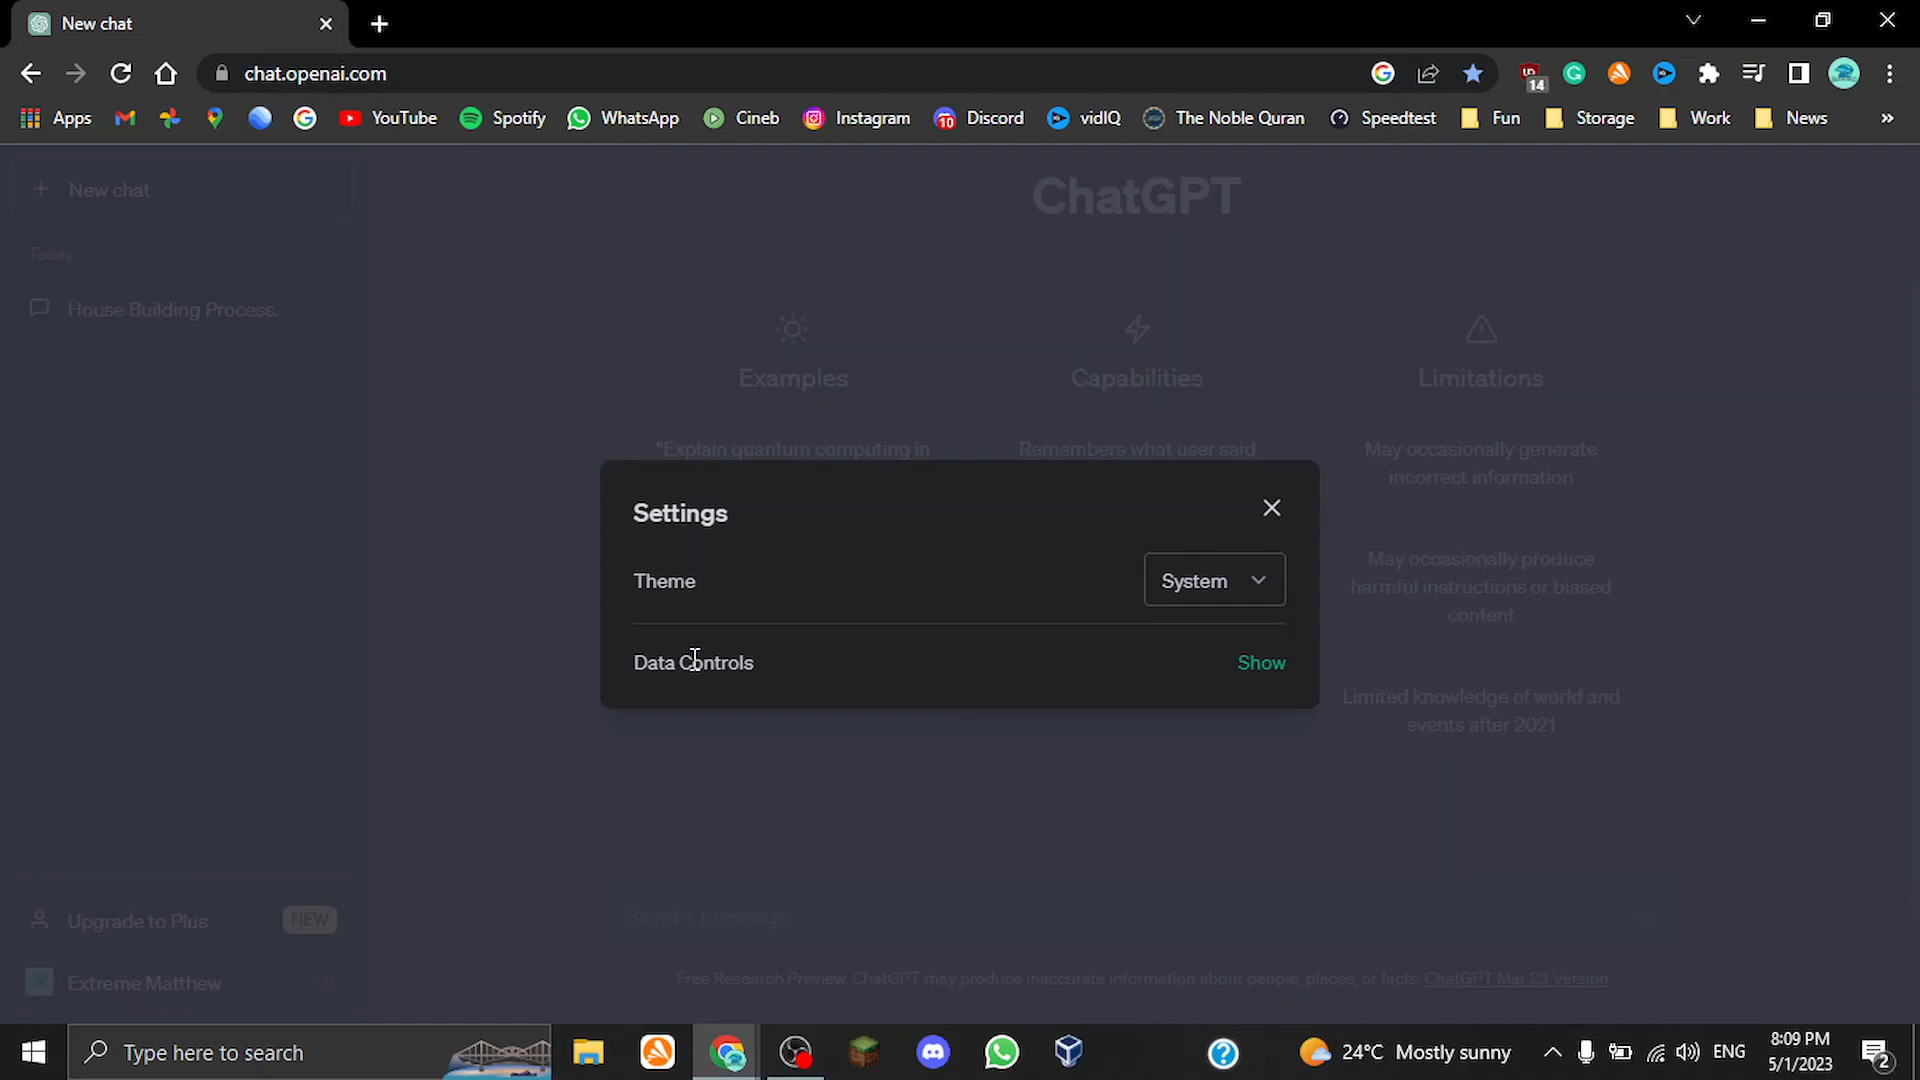 New chat
chat.openai.com
14
Apps
YouTube
Spotify
WhatsApp
Cineb
Instagram
10
Discord
vidIQ
The Noble Quran
Speedtest
Fun
Storage
Work
News
New chat
Today
House Building Process.
ChatGPT
Examples
Capabilities
Limitations
"Explain quantum computing in
Remembers what user said
May occasionally generate
incorrect information
May occasionally produce
harmful instructions or biased
content
Limited knowledge of world and
events after 2021
Settings
Theme
System
Data Controls
Show
Send a message.
Upgrade to Plus
NEW
Extreme Matthew
Free Research Preview. ChatGPT may produce inaccurate information about people, places, or facts. ChatGPT Mar 23 Version
Type here to search
24°C Mostly sunny
ENG
8:09 PM
5/1/2023
2